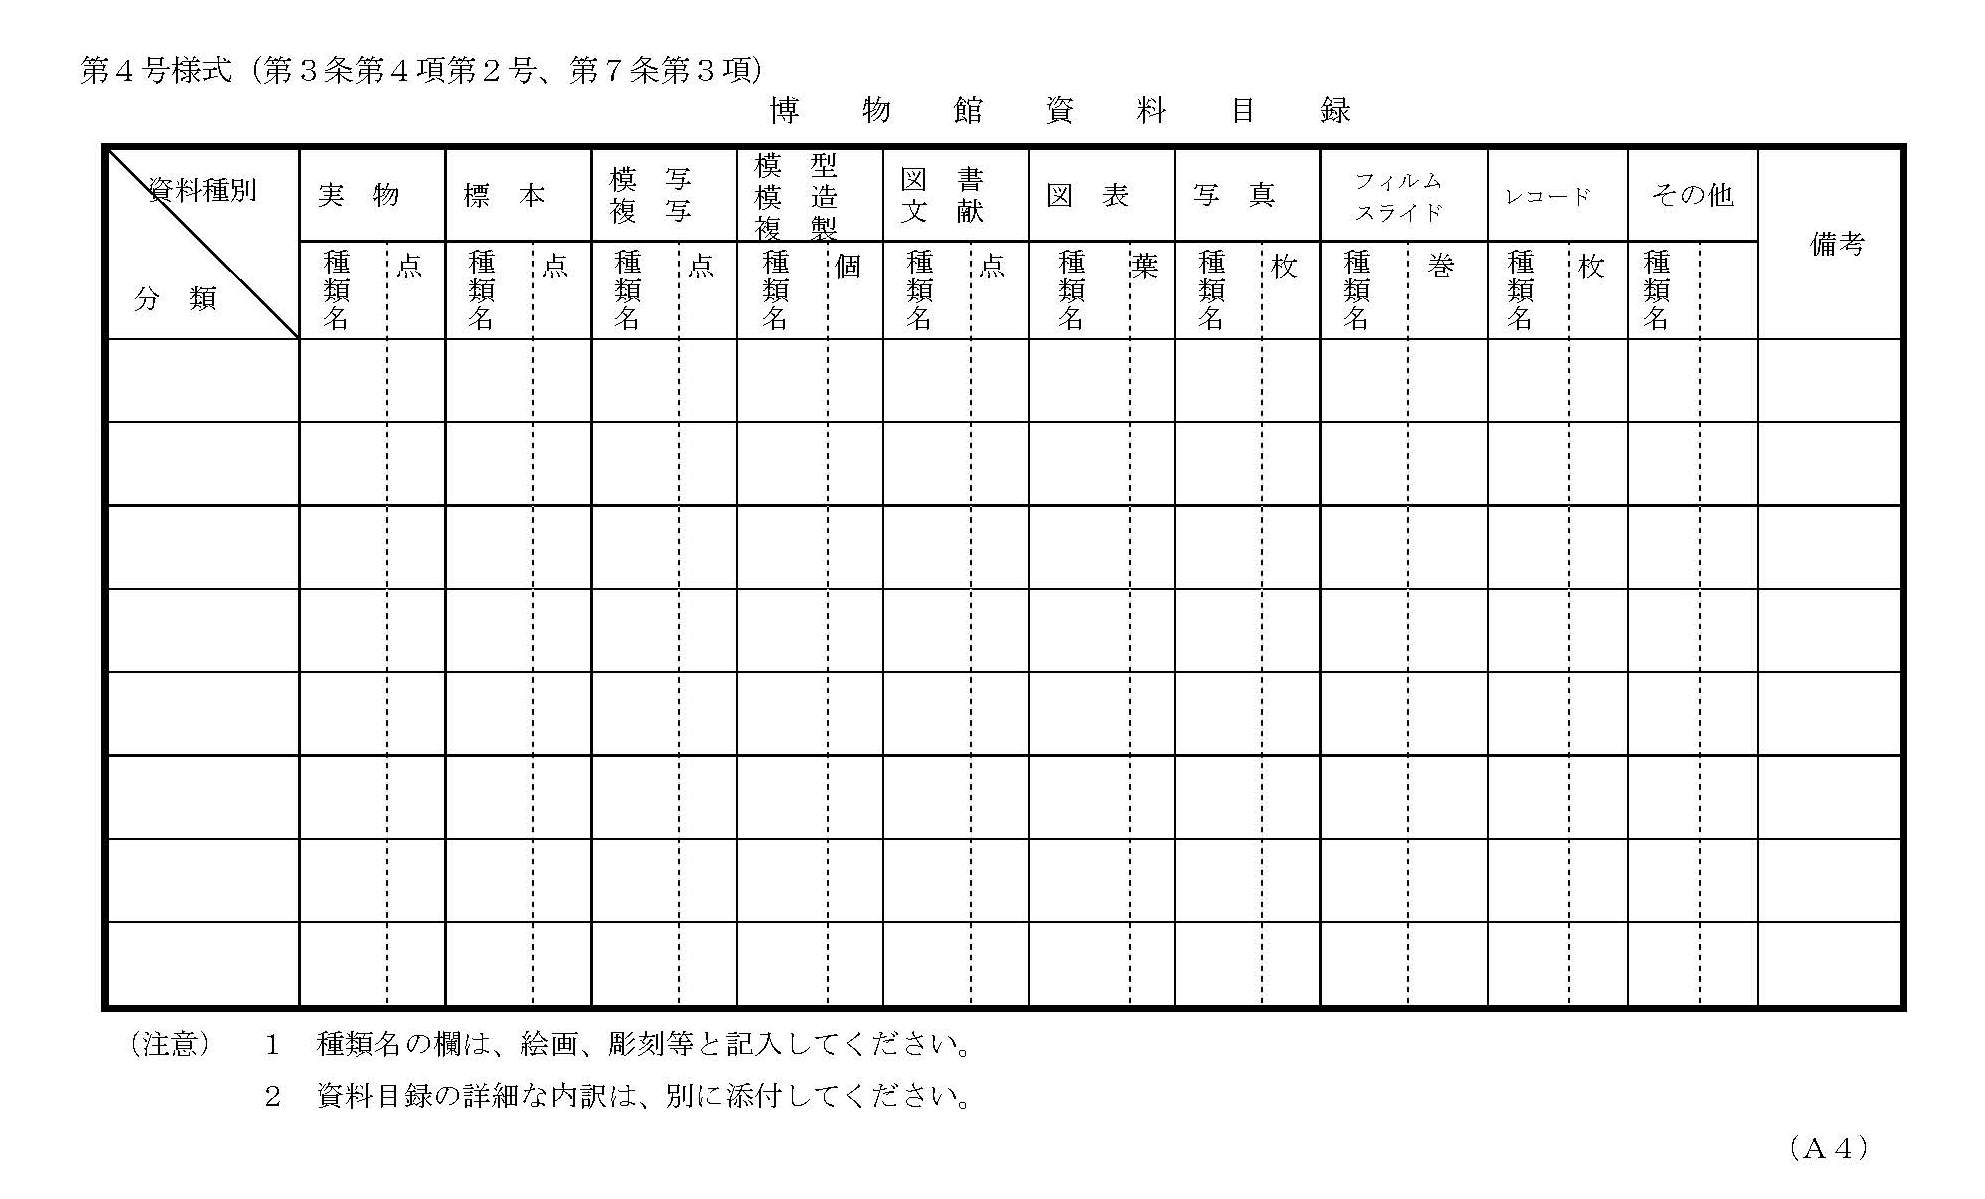 第４号様式（第３条第４項第２号、第７条第３項）
博　物　館　資　料　目　録
資料種別
分　類
実　物
標　本
模　写
複　写
模　型
模　造
複　製
図　書
文　献
図　表
写　真
フィルム
スライド
レコード
その他
備考
種類名
点
種類名
点
種類名
点
種類名
個
種類名
点
種類名
葉
種類名
枚
種類名
巻
種類名
枚
種類名
（注意）　１　種類名の欄は、絵画、彫刻等と記入してください。
２　資料目録の詳細な内訳は、別に添付してください。
（Ａ４）